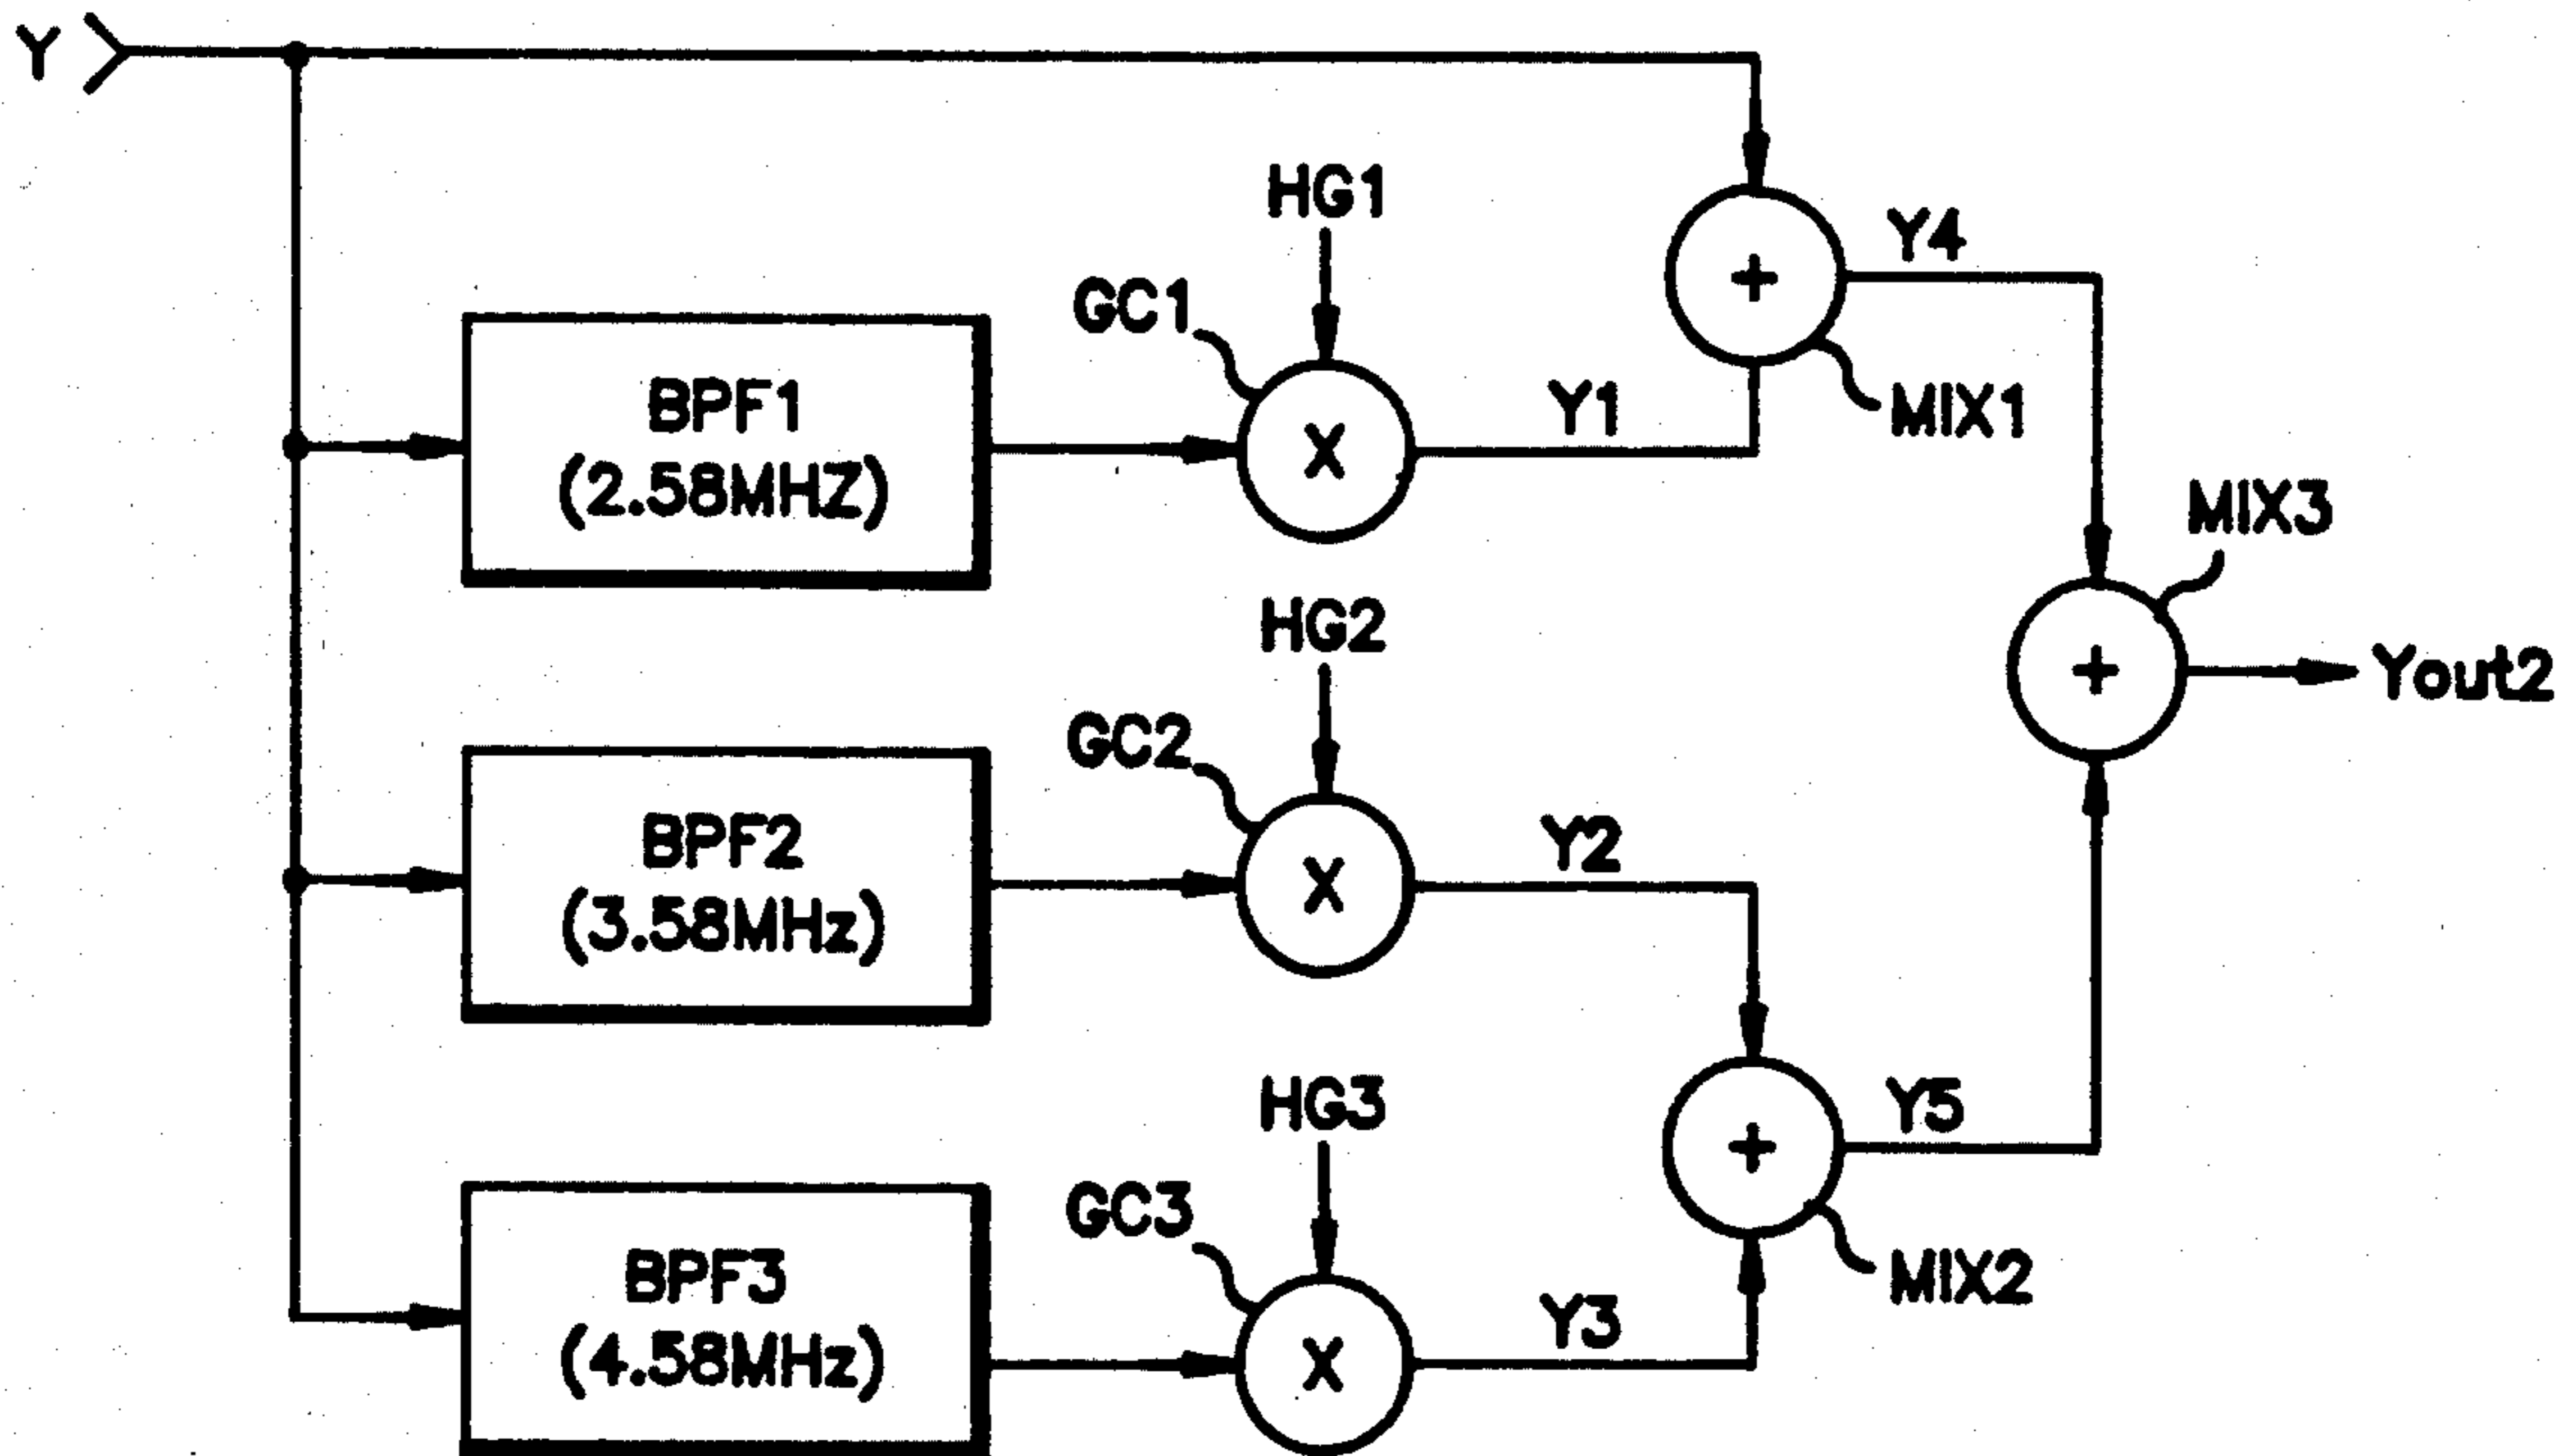 Y
HG1
GC1
BPF1
(2.58MHZ)
X
Y1
+
Y4
MIX1
MIX3
HG2
GC2
BPF2
(3.58MHz)
X
Y2
+
Yout2
HG3
GC3
BPF3
(4.58MHz)
X
Y3
+
Y5
MIX2